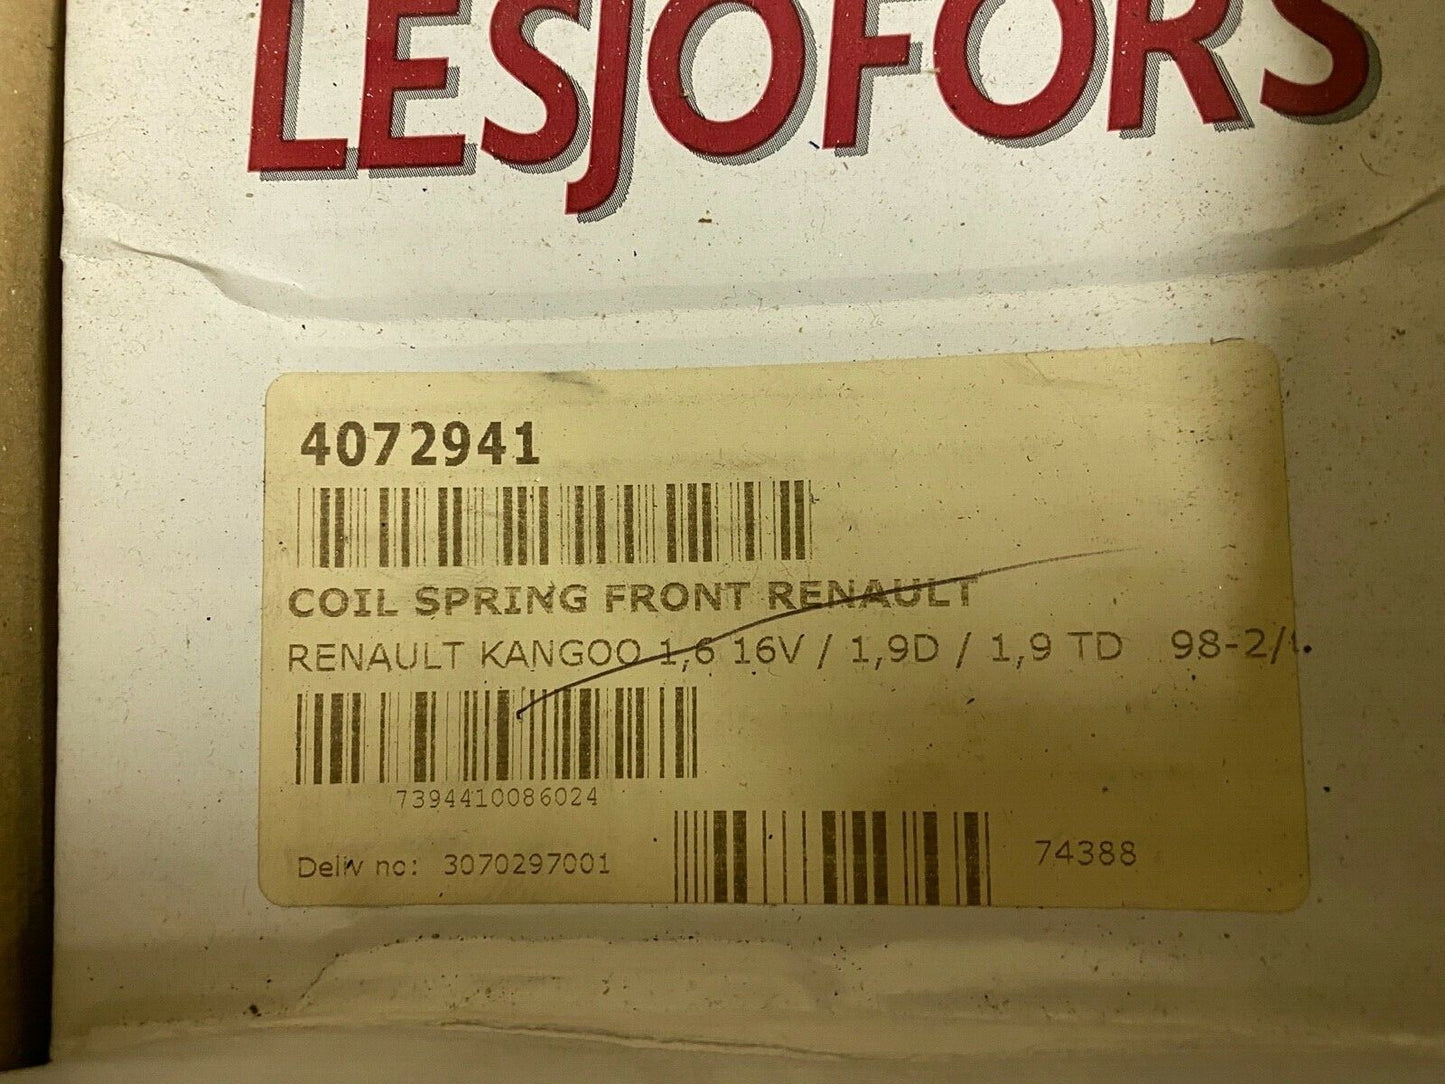 LESJOFORS
4072941
COIL SPRING FRONT RENAULT
RENAULT KANGOO 1,6 16V / 1,9D / 1,9 TD 98-2/
7394410086024
Deliv no: 3070297001
74388